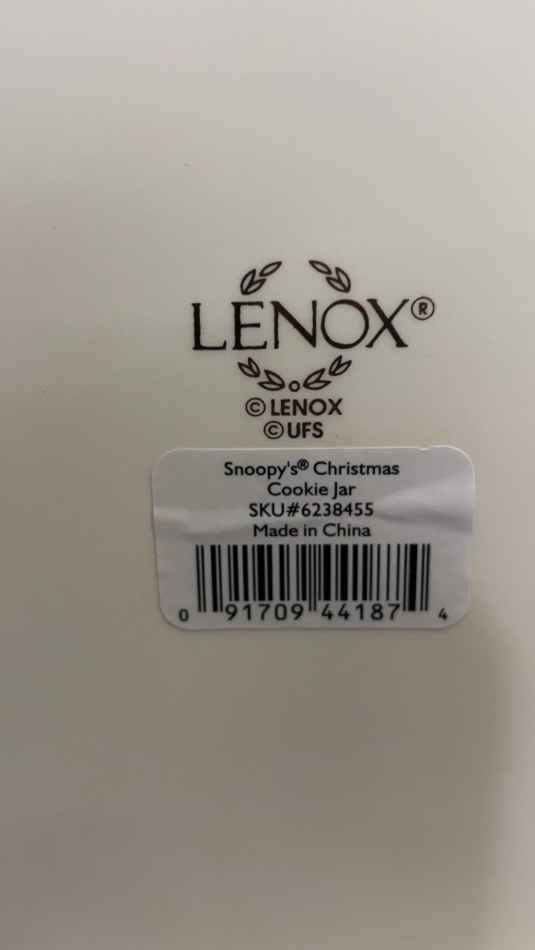 LENOX®
© LENOX
© UFS
Snoopy's® Christmas
Cookie Jar
SKU#6238455
Made in China
0 91709 44187 4